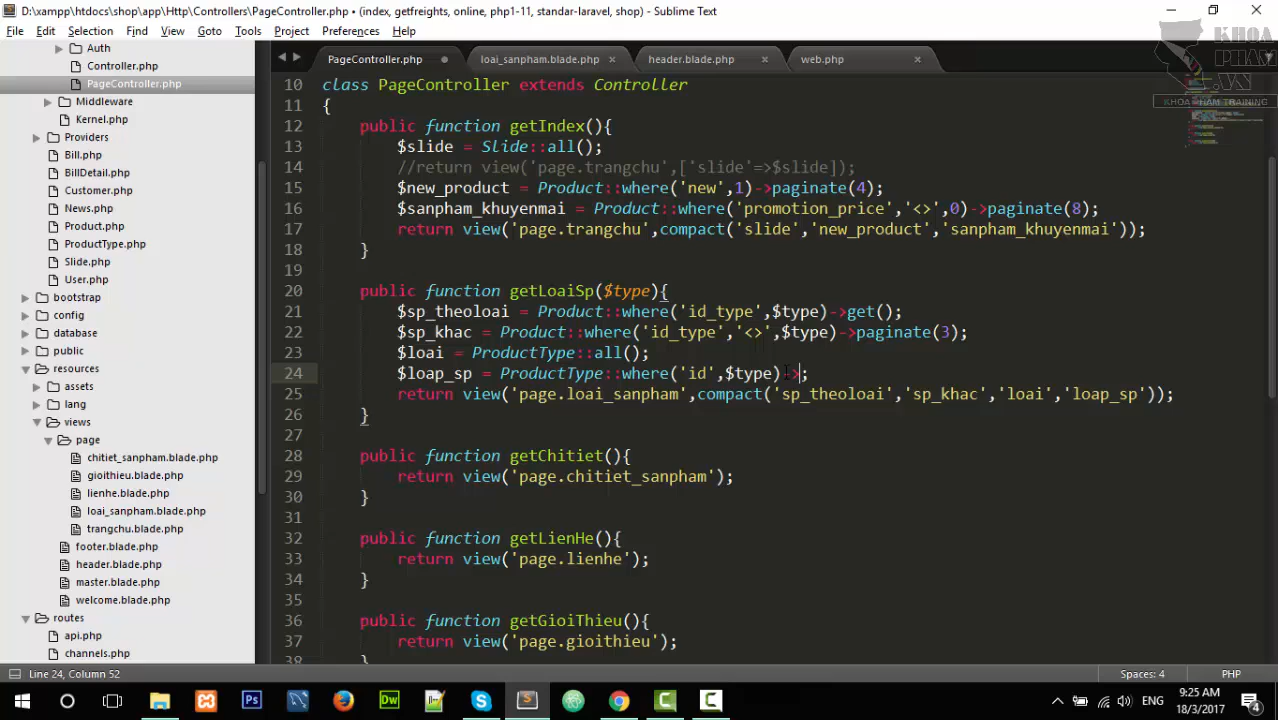 D:\xampp\htdocs\shop\app\Http\Controllers\PageController.php • (index, getfreights, online, php1-11, standar-laravel, shop) - Sublime Text
File Edit Selection Find View Goto Tools Project Preferences Help
KHOA
PHAM
.VN
KHOA PHAM TRAINING
Auth
Controller.php
PageController.php
Middleware
Kernel.php
Providers
Bill.php
BillDetail.php
Customer.php
News.php
Product.php
ProductType.php
Slide.php
User.php
bootstrap
config
database
public
resources
assets
lang
views
page
chitiet_sanpham.blade.php
gioithieu.blade.php
lienhe.blade.php
loai_sanpham.blade.php
trangchu.blade.php
footer.blade.php
header.blade.php
master.blade.php
welcome.blade.php
routes
api.php
channels.php
PageController.php loai_sanpham.blade.php header.blade.php web.php
10 class PageController extends Controller
11 {
12 public function getIndex(){
13 $slide = Slide::all();
14 //return view('page.trangchu',['slide'=>$slide]);
15 $new_product = Product::where('new',1)->paginate(4);
16 $sanpham_khuyenmai = Product::where('promotion_price','<>',0)->paginate(8);
17 return view('page.trangchu',compact('slide','new_product','sanpham_khuyenmai'));
18 }
19
20 public function getLoaiSp($type){
21 $sp_theoloai = Product::where('id_type',$type)->get();
22 $sp_khac = Product::where('id_type','<>',$type)->paginate(3);
23 $loai = ProductType::all();
24 $loap_sp = ProductType::where('id',$type)->;
25 return view('page.loai_sanpham',compact('sp_theoloai','sp_khac','loai','loap_sp'));
26 }
27
28 public function getChitiet(){
29 return view('page.chitiet_sanpham');
30 }
31
32 public function getLienHe(){
33 return view('page.lienhe');
34 }
35
36 public function getGioiThieu(){
37 return view('page.gioithieu');
38 }
Line 24, Column 52 Spaces: 4 PHP
Ps Dw ENG 9:25 AM
18/3/2017 4